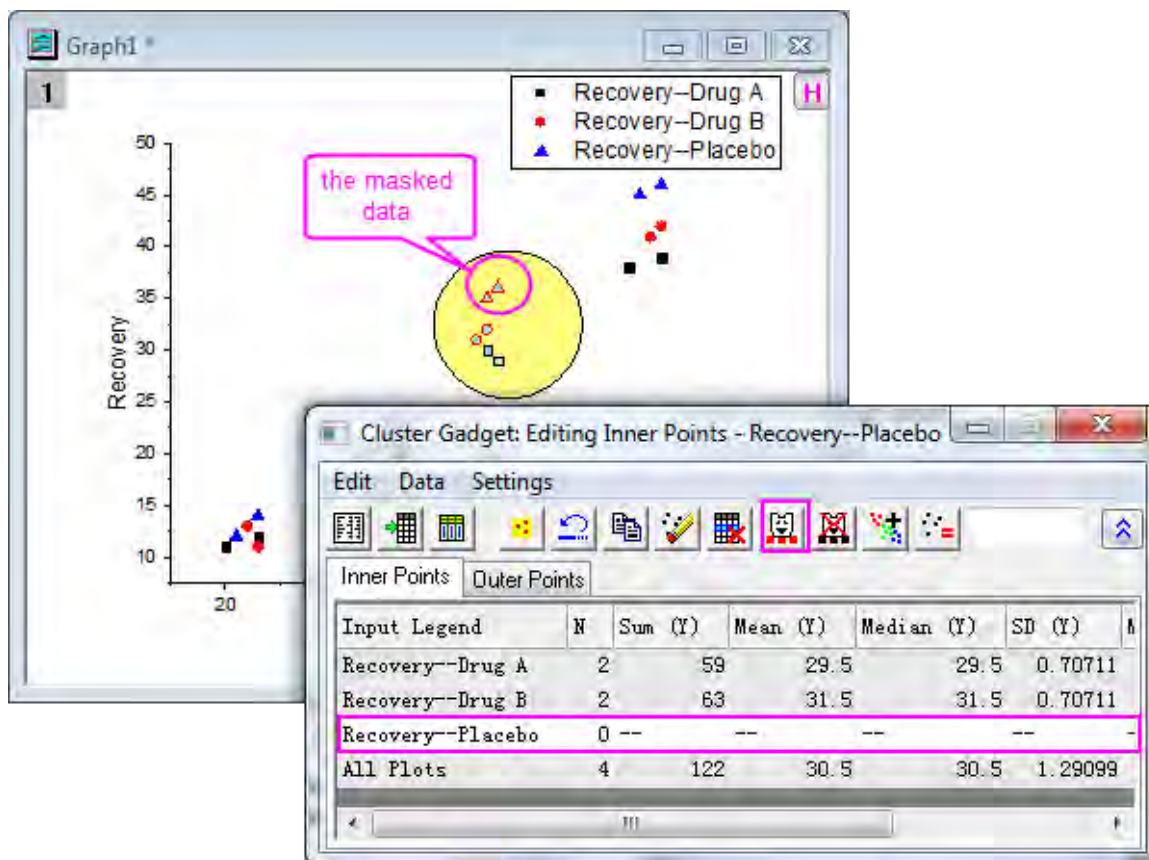 Graph1 *
1
Recovery--Drug A
Recovery--Drug B
Recovery--Placebo
H
the masked
data
50
45
40
35
30
25
20
15
10
Recovery
20
Cluster Gadget: Editing Inner Points - Recovery--Placebo
Edit Data Settings
Inner Points Outer Points
Input Legend N Sum (Y) Mean (Y) Median (Y) SD (Y)
Recovery--Drug A 2 59 29.5 29.5 0.70711
Recovery--Drug B 2 63 31.5 31.5 0.70711
Recovery--Placebo 0 -- -- -- --
All Plots 4 122 30.5 30.5 1.29099